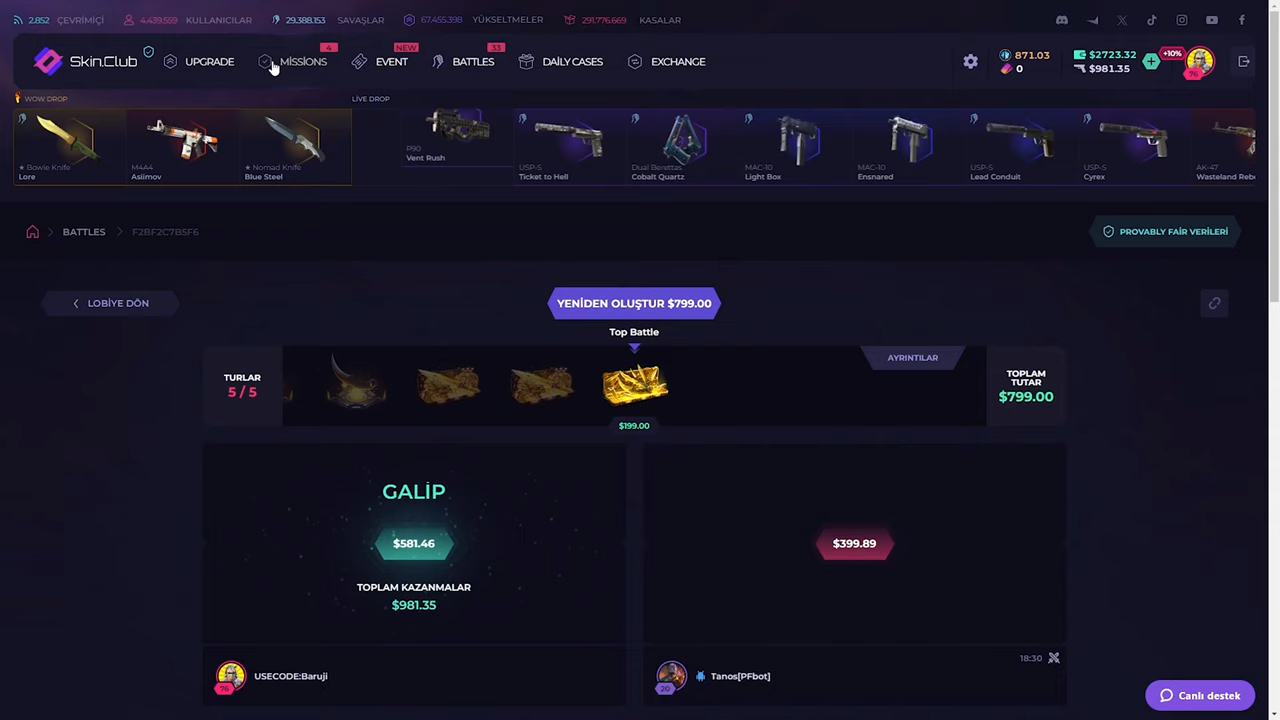 2.852 ÇEVRİMİÇİ 4.439.559 KULLANICILAR 29.388.153 SAVAŞLAR 67.455.398 YÜKSELTMELER 291.776.669 KASALAR
Skin.Club UPGRADE 4 MISSIONS NEW EVENT 33 BATTLES DAILY CASES EXCHANGE 871.03 $2723.32 +10%
0 $981.35 76
WOW DROP LİVE DROP
★ Bowie Knife
Lore
M4A4
Asiimov
★ Nomad Knife
Blue Steel
P90
Vent Rush
USP-S
Ticket to Hell
Dual Berettas
Cobalt Quartz
MAC-10
Light Box
MAC-10
Ensnared
USP-S
Lead Conduit
USP-S
Cyrex
AK-47
Wasteland Rebe
BATTLES F2BF2C7B5F6 PROVABLY FAIR VERİLERİ
LOBİYE DÖN YENİDEN OLUŞTUR $799.00
Top Battle
AYRINTILAR
TURLAR
5 / 5
TOPLAM
TUTAR
$799.00
$199.00
GALİP
$581.46
TOPLAM KAZANMALAR
$981.35
$399.89
18:30
76 USECODE:Baruji
20 Tanos[PFbot]
Canlı destek